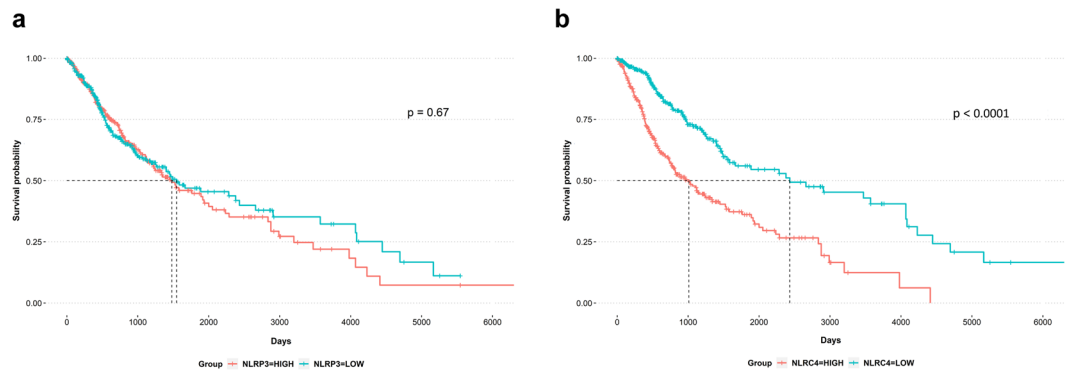 a
1.00
0.75
0.50
0.25
0.00
Survival probability
p = 0.67
0 1000 2000 3000 4000 5000 6000
Days
Group NLRP3=HIGH NLRP3=LOW
b
1.00
0.75
0.50
0.25
0.00
Survival probability
p < 0.0001
0 1000 2000 3000 4000 5000 6000
Days
Group NLRC4=HIGH NLRC4=LOW